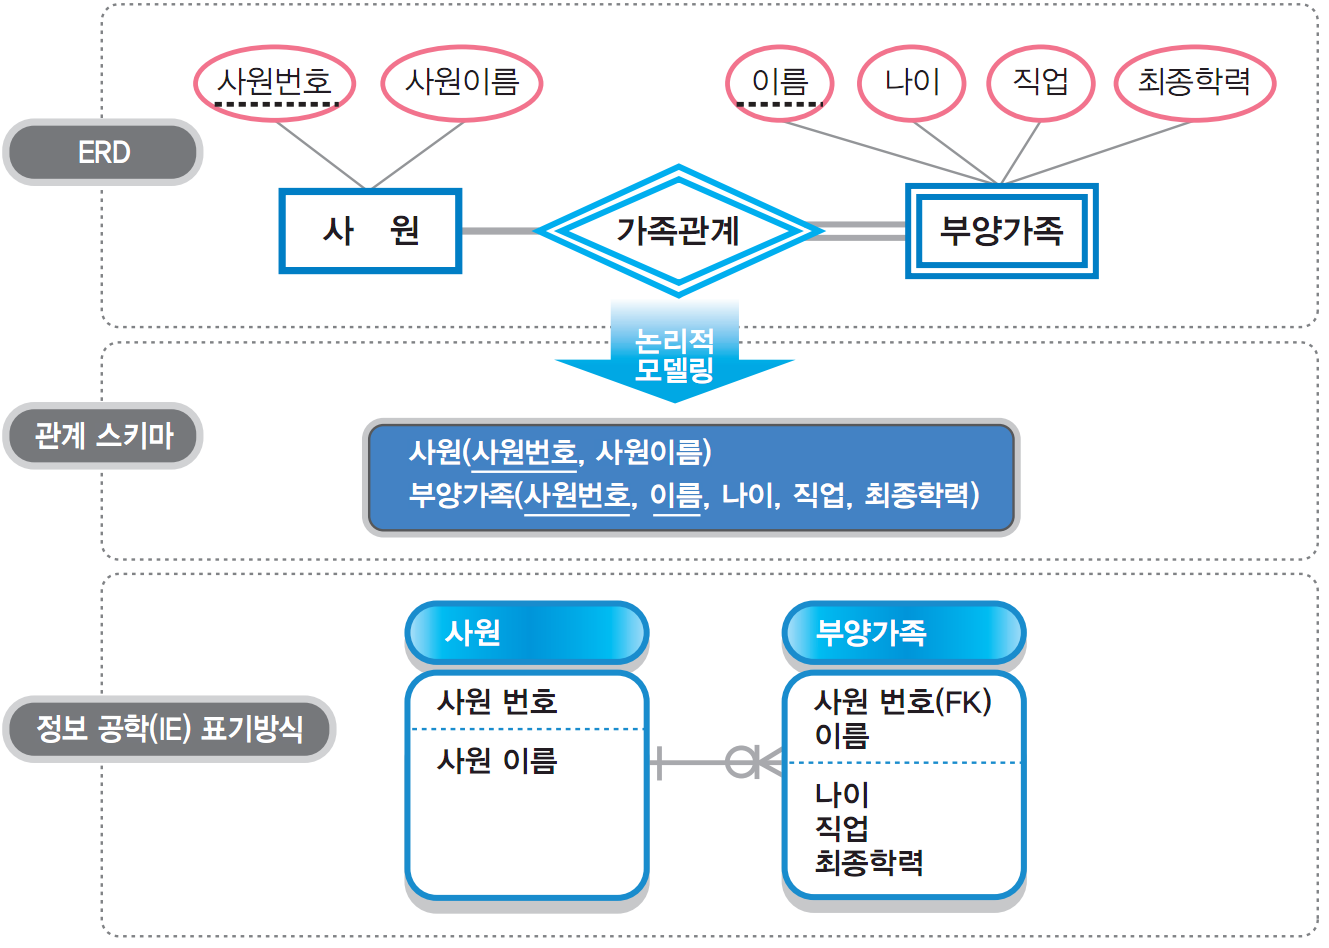 사원번호 사원이름 이름 나이 직업 최종학력
ERD
사 원 가족관계 부양가족
논리적
모델링
관계 스키마
사원(사원번호, 사원이름)
부양가족(사원번호, 이름, 나이, 직업, 최종학력)
사원 부양가족
정보 공학(IE) 표기방식
사원 번호
사원 이름
사원 번호(FK)
이름
나이
직업
최종학력